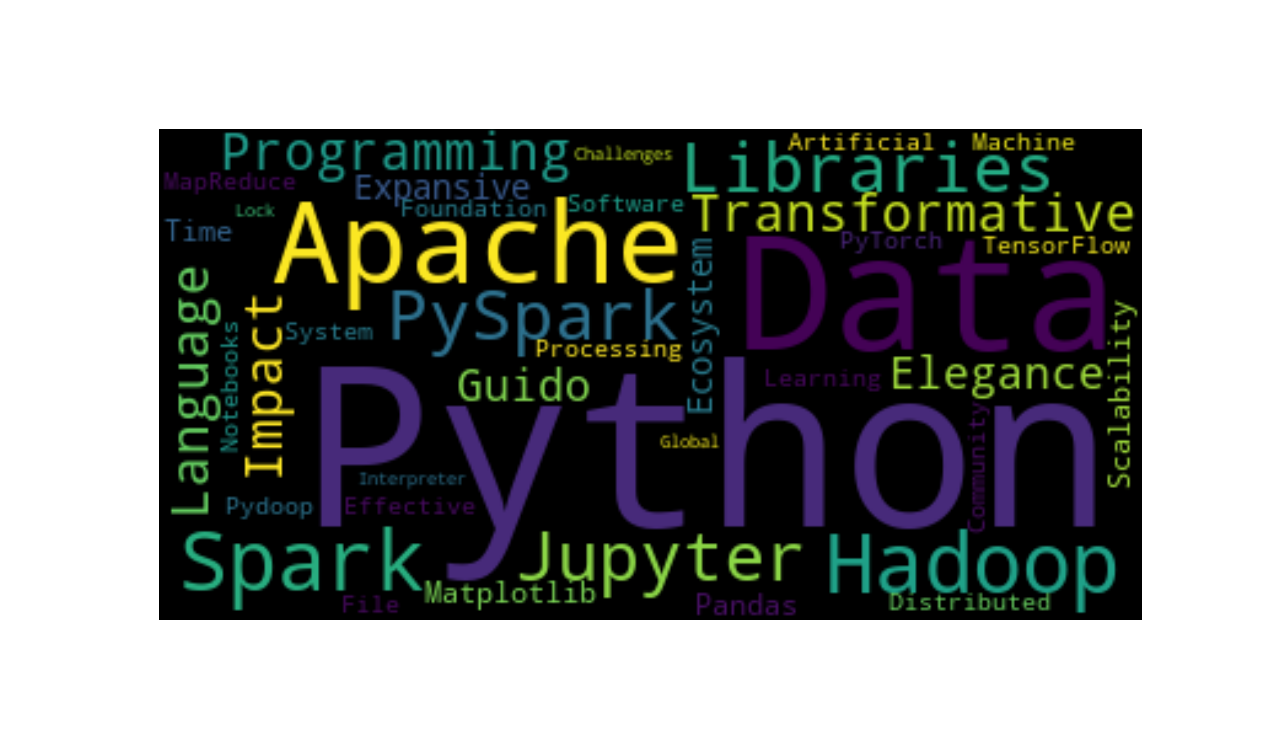 Programming
Challenges
Artificial
Machine
Libraries
MapReduce
Expansive
Lock
Foundation
Software
Transformative
Time
Apache
PyTorch
TensorFlow
Data
Language
Notebooks
Impact
System
PySpark
Processing
Ecosystem
Guido
Learning
Elegance
Scalability
Python
Global
Community
Interpreter
Pydoop
Effective
Spark
Jupyter
Hadoop
Matplotlib
File
Pandas
Distributed